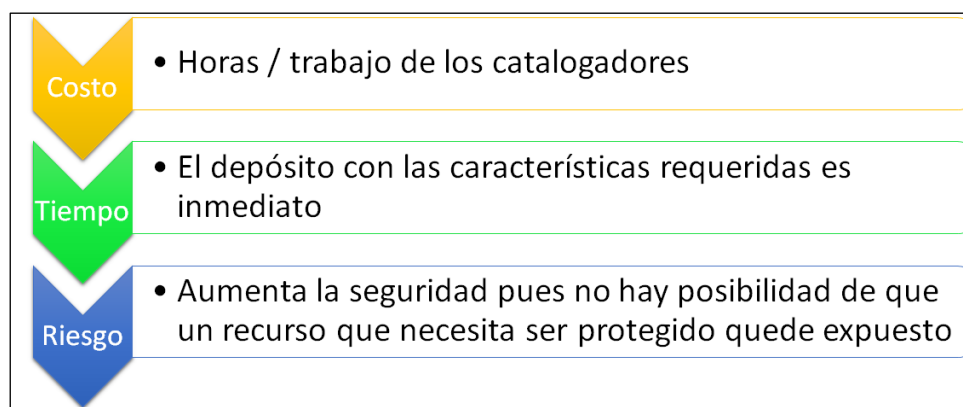 Costo
• Horas / trabajo de los catalogadores
Tiempo
• El depósito con las características requeridas es
inmediato
Riesgo
• Aumenta la seguridad pues no hay posibilidad de que
un recurso que necesita ser protegido quede expuesto